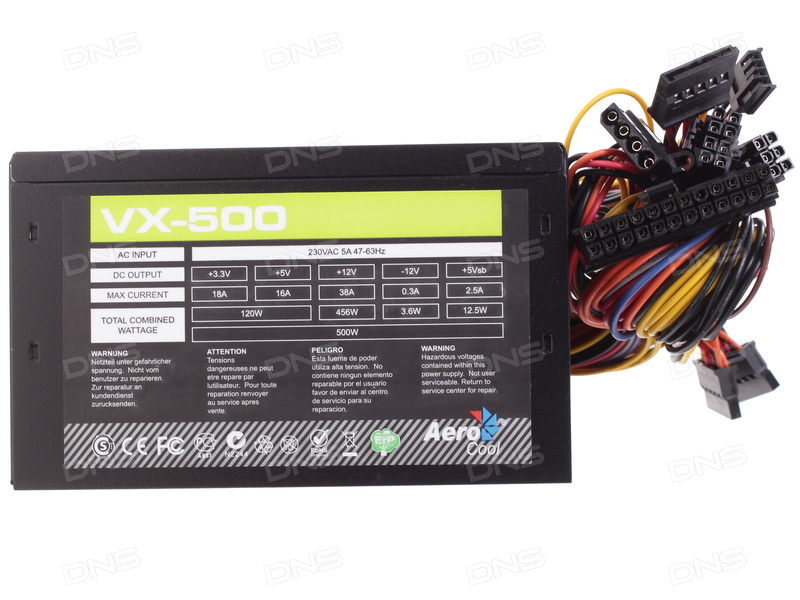 VX-500
AC INPUT 230VAC 5A 47-63Hz
DC OUTPUT +3.3V +5V +12V -12V +5Vsb
MAX CURRENT 18A 16A 38A 0.3A 2.5A
TOTAL COMBINED WATTAGE 120W 456W 3.6W 12.5W
500W
WARNUNG
Netzteil unter gefahrlicher
spannung. Nicht vom
benutzer zu reparieren.
Zur reparatur an
kundendienst
zurucksenden.
ATTENTION
Tensions
dangereuses ne peut
etre repare par
lutilisateur. Pour toute
reparation renvoyer
au service apres
vente.
PELIGRO
Esta fuente de poder
utiliza alta tension. No
contiene ningun elemento
reparable por el usuario
favor de enviar al centro
de servicio para su
reparacion.
WARNING
Hazardous voltages
contained within this
power supply. Not user
serviceable. Return to
service center for repair.
S CE FC N2244 RoHS ErP
Aero
Cool
DNS